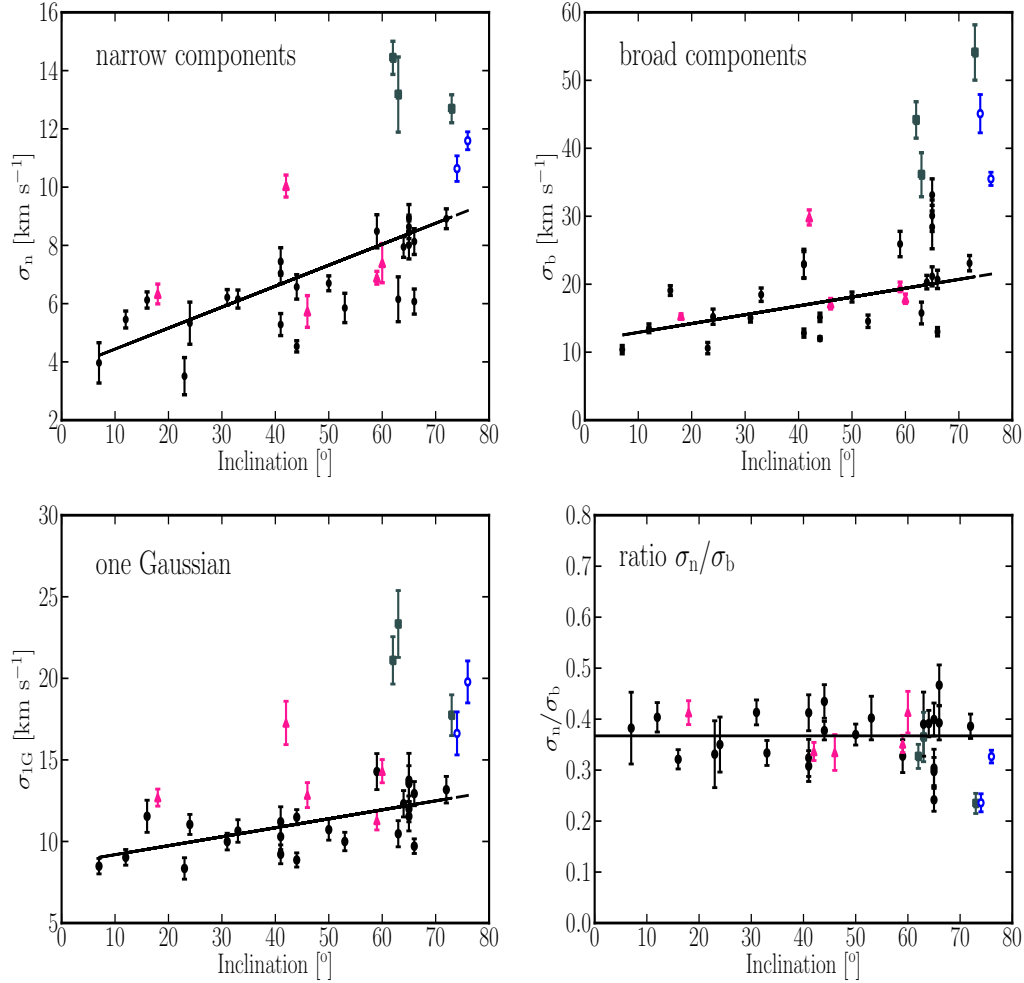 narrow components
σn [km s−1]
16
14
12
10
8
6
4
2
0 10 20 30 40 50 60 70 80
Inclination [o]
broad components
σb [km s−1]
60
50
40
30
20
10
0
0 10 20 30 40 50 60 70 80
Inclination [o]
one Gaussian
σ1G [km s−1]
30
25
20
15
10
5
0 10 20 30 40 50 60 70 80
Inclination [o]
ratio σn/σb
σn/σb
0.8
0.7
0.6
0.5
0.4
0.3
0.2
0.1
0.0
0 10 20 30 40 50 60 70 80
Inclination [o]